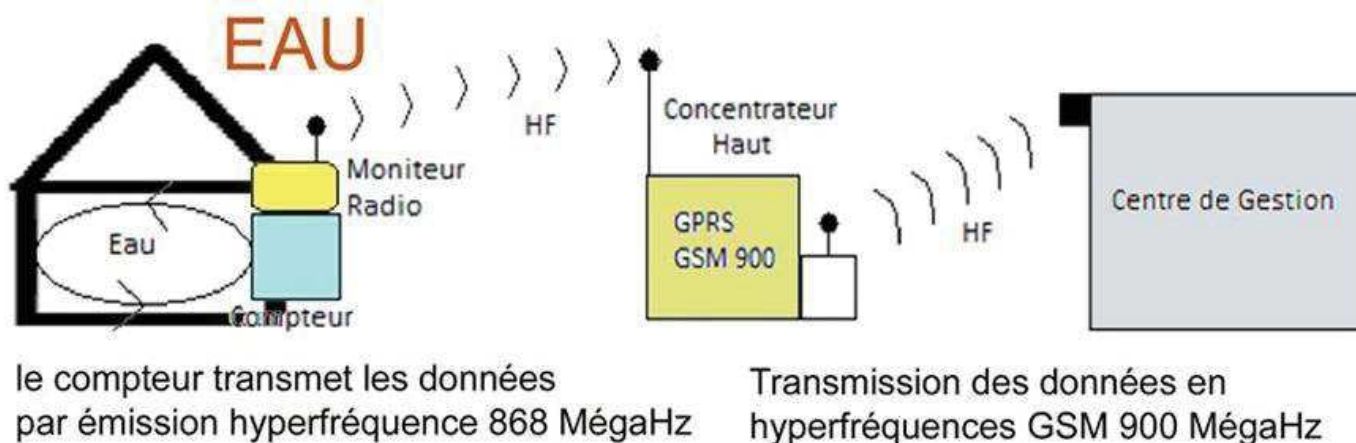 EAU
HF
Concentrateur
Haut
Moniteur
Radio
Eau
Compteur
GPRS
GSM 900
HF
Centre de Gestion
le compteur transmet les données
par émission hyperfréquence 868 MégaHz
Transmission des données en
hyperfréquences GSM 900 MégaHz